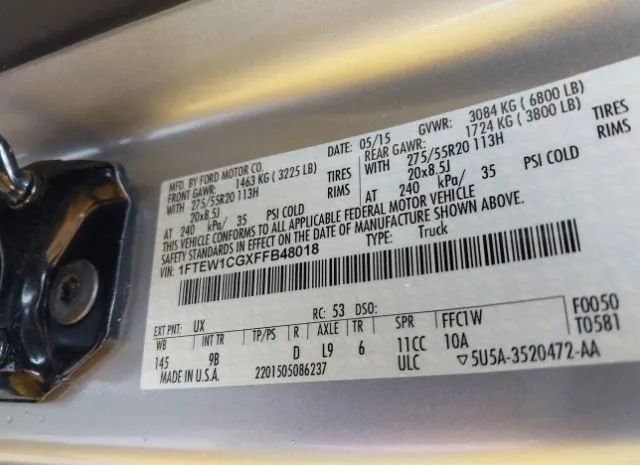 MFD. BY FORD MOTOR CO. DATE: 05/15 GVWR: 3084 KG ( 6800 LB)
FRONT GAWR: 1463 KG ( 3225 LB) REAR GAWR: 1724 KG ( 3800 LB)
WITH 275/55R20 113H TIRES WITH 275/55R20 113H TIRES
20x8.5J RIMS 20x8.5J RIMS
AT 240 kPa/ 35 PSI COLD AT 240 kPa/ 35 PSI COLD
THIS VEHICLE CONFORMS TO ALL APPLICABLE FEDERAL MOTOR VEHICLE
SAFETY STANDARDS IN EFFECT ON THE DATE OF MANUFACTURE SHOWN ABOVE.
VIN: 1FTEW1CGXFFB48018 TYPE: Truck
EXT PNT: UX RC: 53 DSO: F0050
WB INT TR TP/PS R AXLE TR SPR FFC1W T0581
145 9B D L9 6 11CC 10A
MADE IN U.S.A. 2201505086237 ULC ▽5U5A-3520472-AA